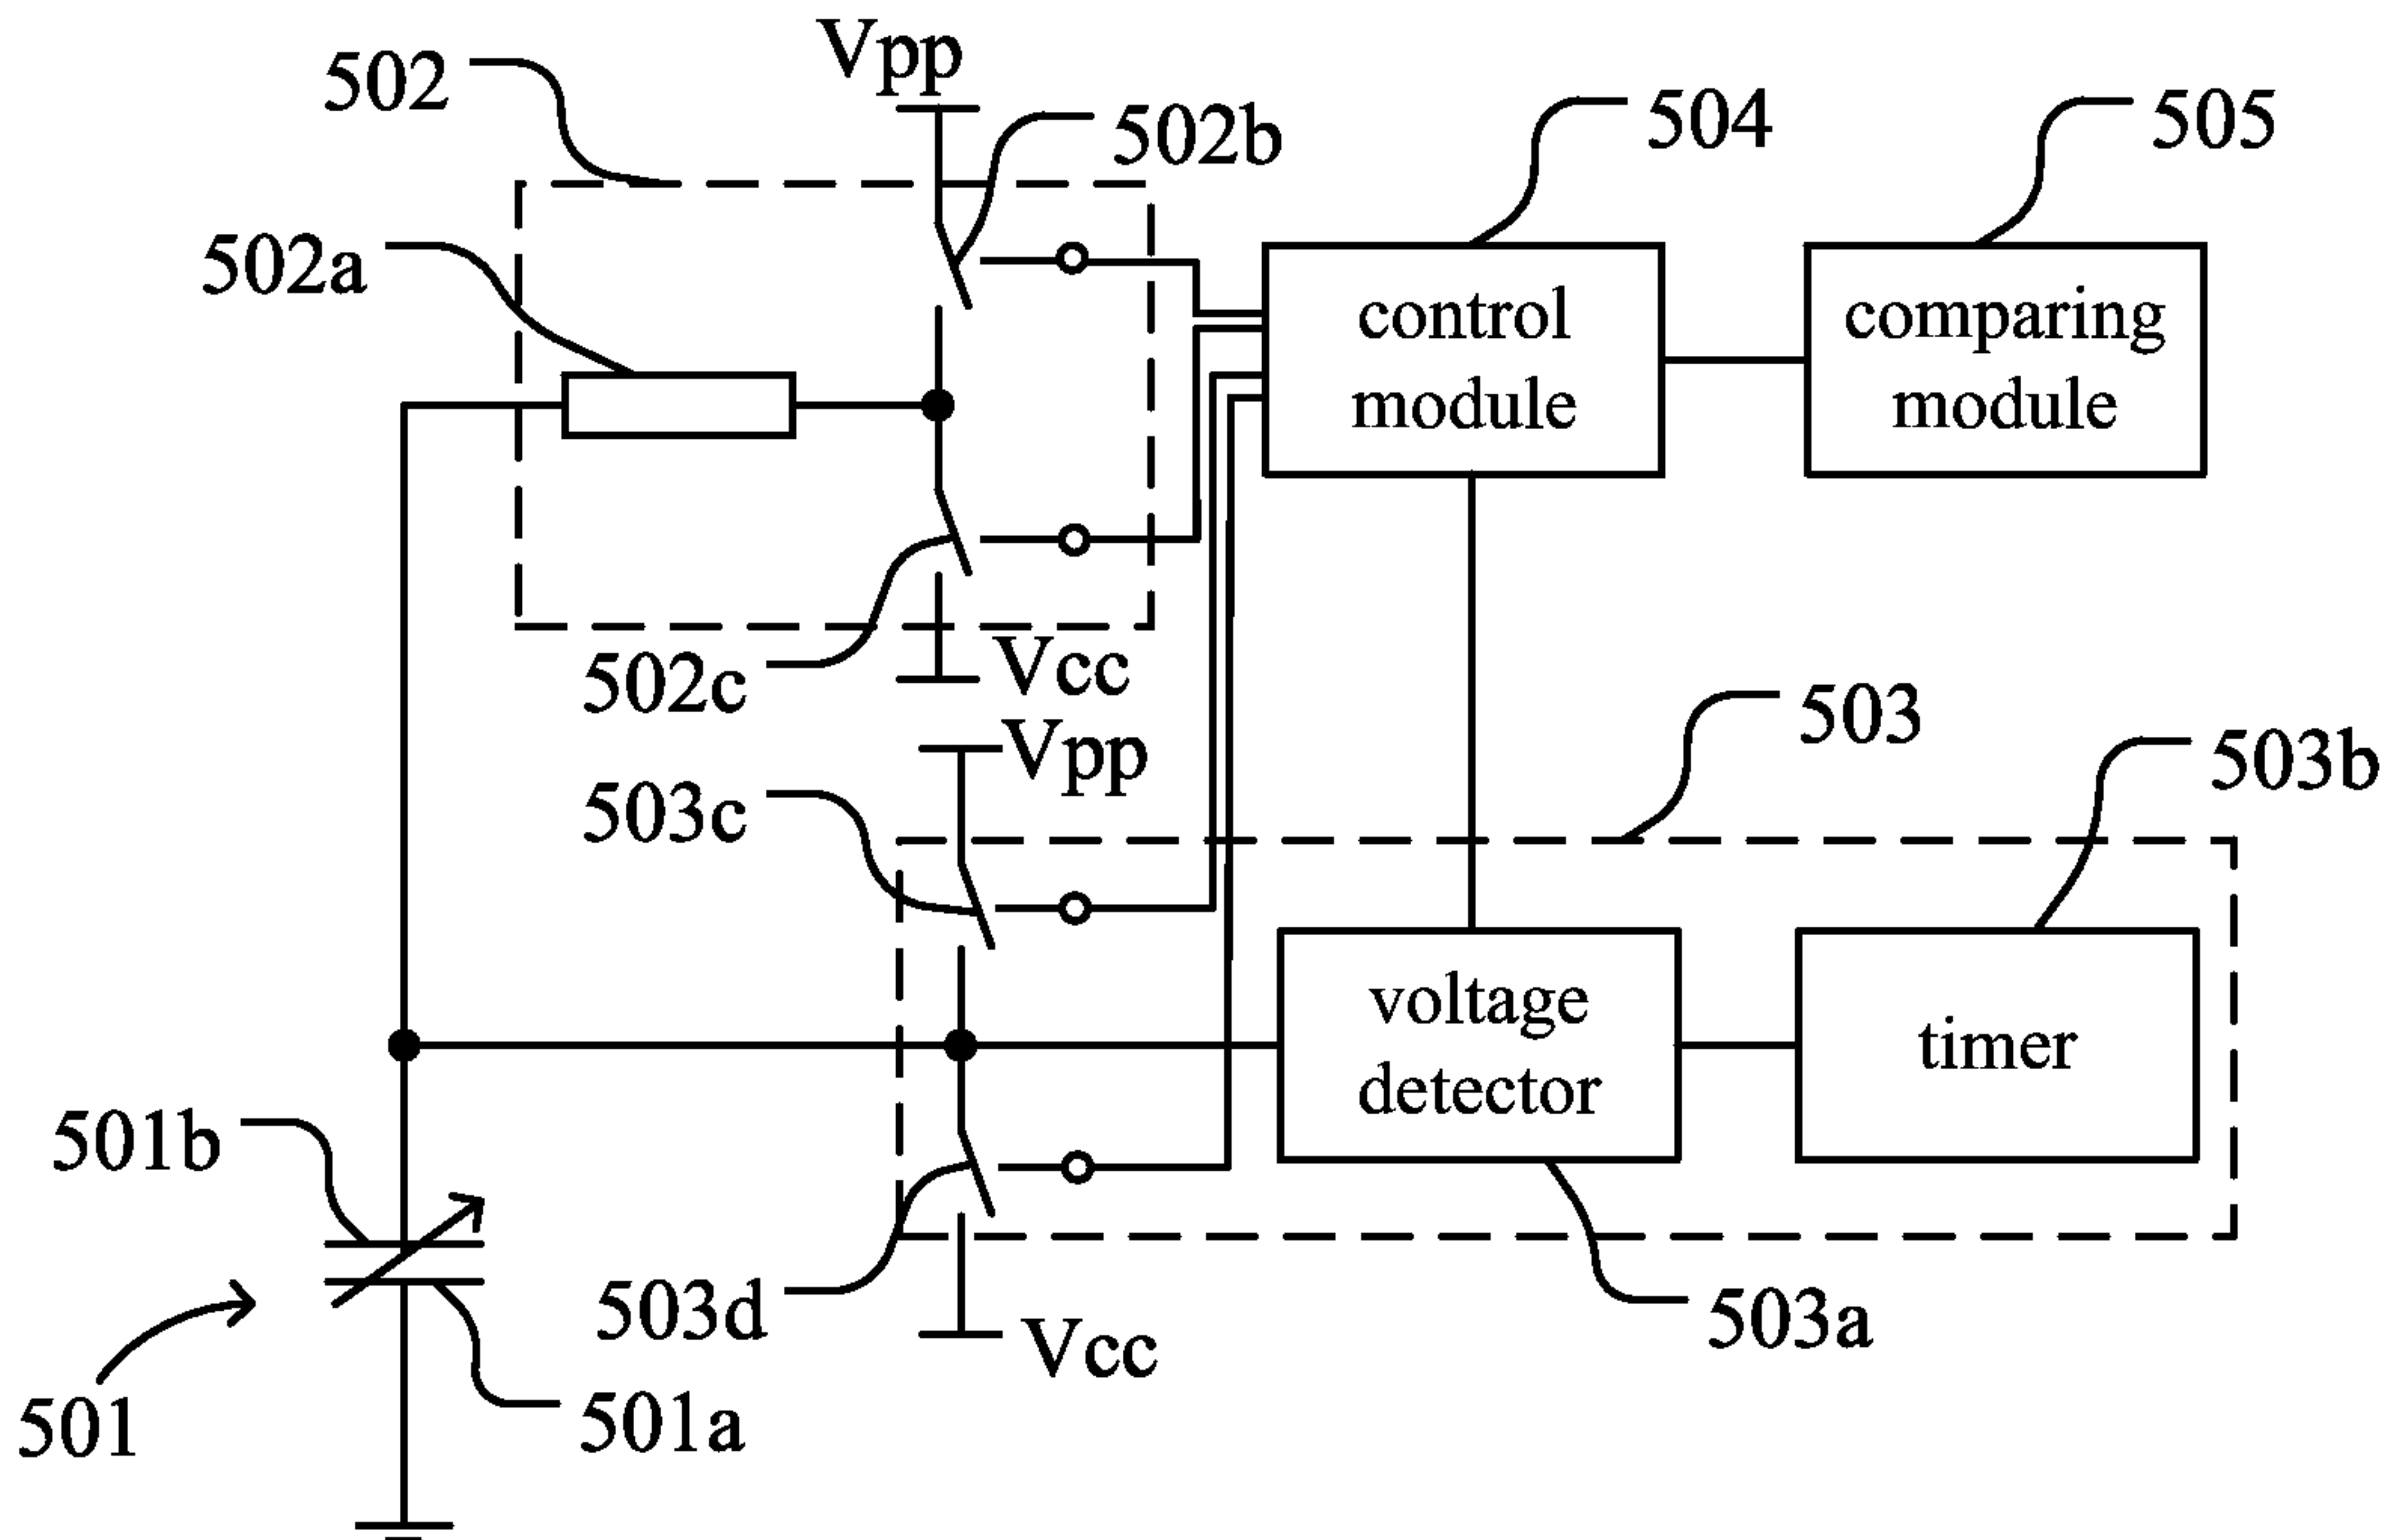 Vpp
502
502b
504
505
502a
control
module
comparing
module
502c
Vcc
Vpp
503
503b
503c
voltage
detector
timer
501b
503d
Vcc
503a
501
501a